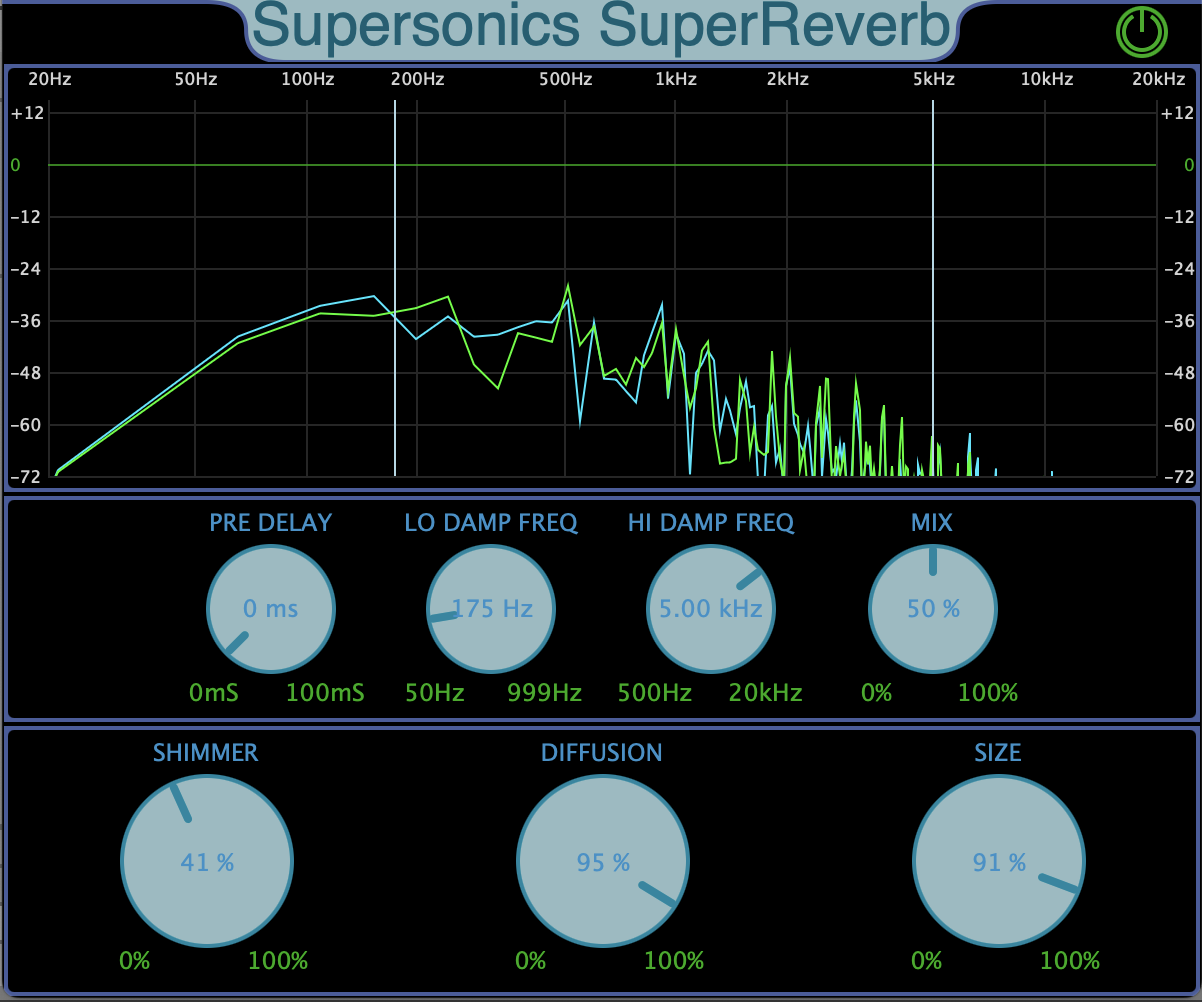 Supersonics SuperReverb
20Hz 50Hz 100Hz 200Hz 500Hz 1kHz 2kHz 5kHz 10kHz 20kHz
+12 +12
0 0
−12 −12
−24 −24
−36 −36
−48 −48
−60 −60
−72 −72
PRE DELAY LO DAMP FREQ HI DAMP FREQ MIX
0 ms 175 Hz 5.00 kHz 50 %
0mS 100mS 50Hz 999Hz 500Hz 20kHz 0% 100%
SHIMMER DIFFUSION SIZE
41 % 95 % 91 %
0% 100% 0% 100% 0% 100%